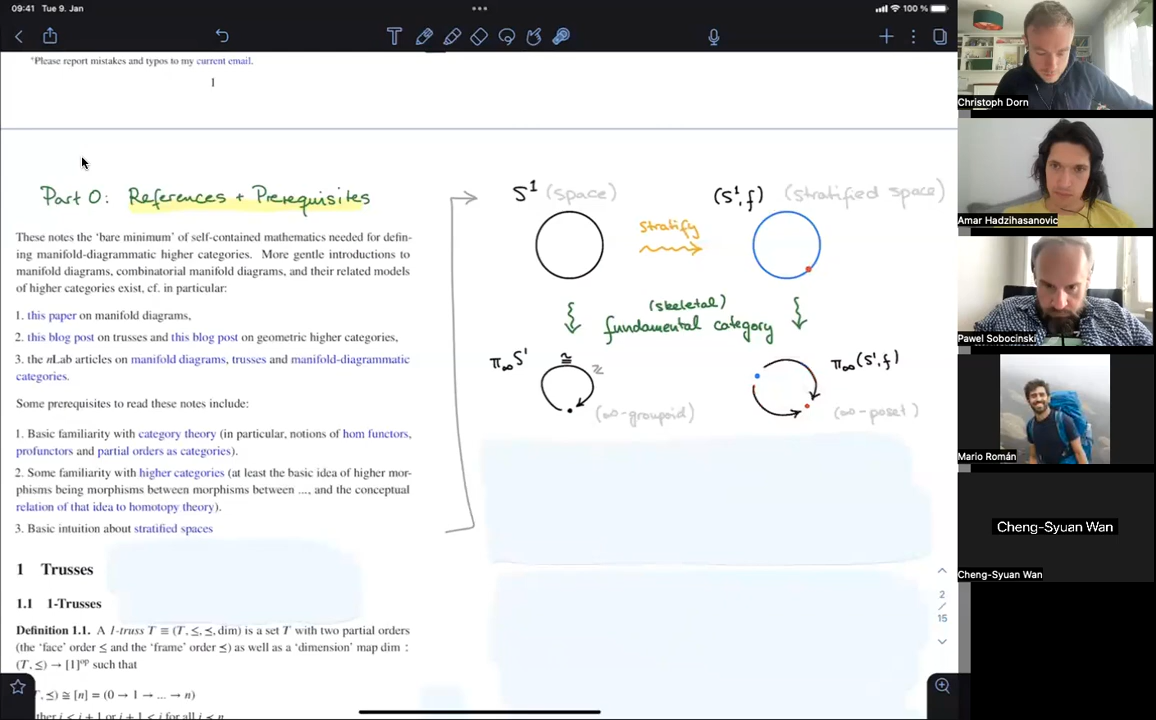 09:41 Tue 9. Jan
100 %
*Please report mistakes and typos to my current email.
1
Part 0: References + Prerequisites
These notes the ‘bare minimum’ of self-contained mathematics needed for defin-
ing manifold-diagrammatic higher categories. More gentle introductions to
manifold diagrams, combinatorial manifold diagrams, and their related models
of higher categories exist, cf. in particular:
1. this paper on manifold diagrams,
2. this blog post on trusses and this blog post on geometric higher categories,
3. the nLab articles on manifold diagrams, trusses and manifold-diagrammatic
categories.
Some prerequisites to read these notes include:
1. Basic familiarity with category theory (in particular, notions of hom functors,
profunctors and partial orders as categories).
2. Some familiarity with higher categories (at least the basic idea of higher mor-
phisms being morphisms between morphisms between ..., and the conceptual
relation of that idea to homotopy theory).
3. Basic intuition about stratified spaces
1 Trusses
1.1 1-Trusses
Definition 1.1. A 1-truss T ≡ (T, ≤, ⪯, dim) is a set T with two partial orders
(the ‘face’ order ≤ and the ‘frame’ order ⪯) as well as a ‘dimension’ map dim :
(T, ≤) → [1]ᵒᵖ such that
⪯) ≅ [n] = (0 → 1 → ... → n)
S¹ (space)
(S¹, f) (stratified space)
stratify
(skeletal)
fundamental category
π∞S¹
≅
π∞(S¹, f)
(∞-groupoid)
(∞-poset)
2
/
15
Christoph Dorn
Amar Hadzihasanovic
Pawel Sobocinski
Mario Román
Cheng-Syuan Wan
Cheng-Syuan Wan